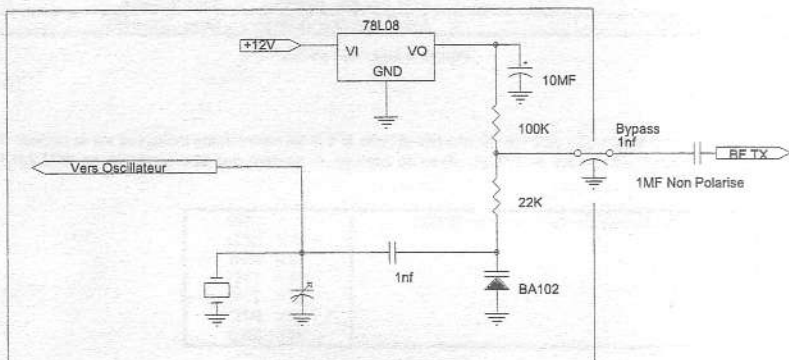 78L08
+12V
VI
VO
GND
10MF
100K
Bypass
1nf
Vers Oscillateur
RF TX
1MF Non Polarise
22K
1nf
BA102